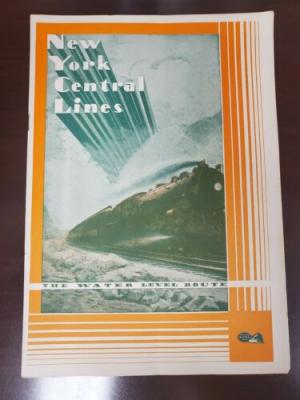 New
York
Central
Lines
THE WATER LEVEL ROUTE